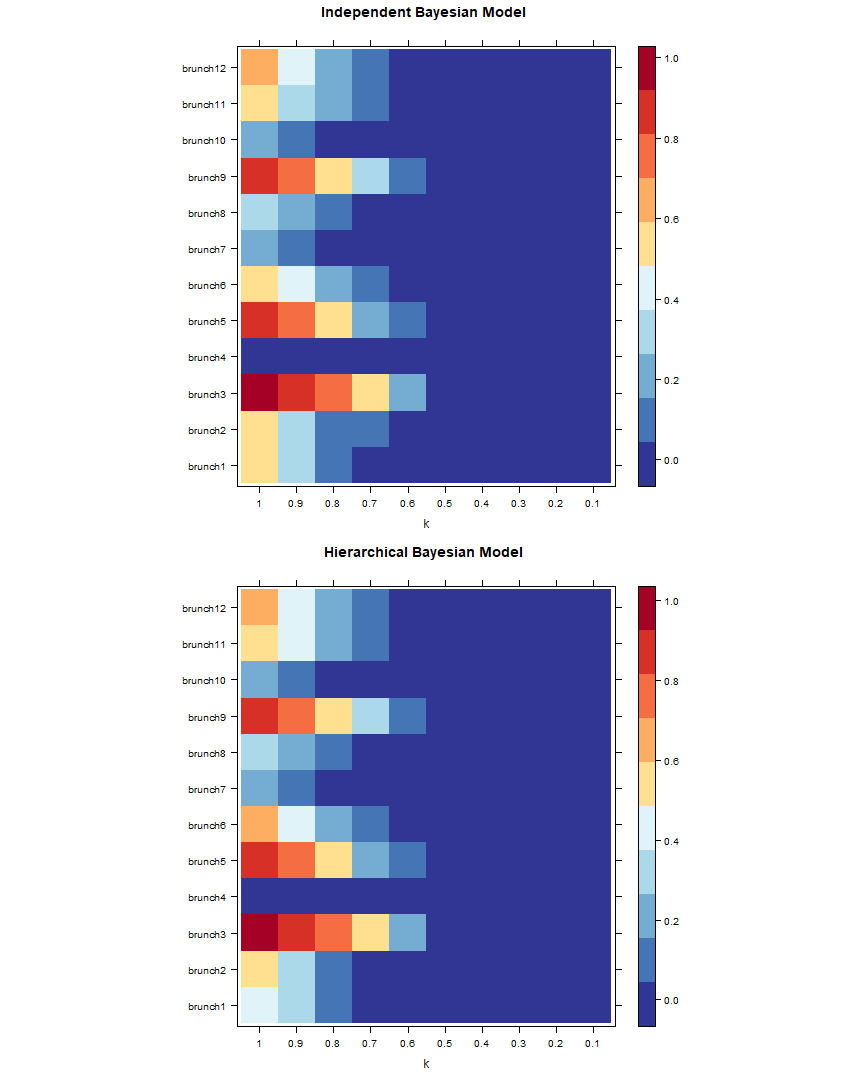 Independent Bayesian Model
brunch12
brunch11
brunch10
brunch9
brunch8
brunch7
brunch6
brunch5
brunch4
brunch3
brunch2
brunch1
1 0.9 0.8 0.7 0.6 0.5 0.4 0.3 0.2 0.1
k
1.0
0.8
0.6
0.4
0.2
0.0
Hierarchical Bayesian Model
brunch12
brunch11
brunch10
brunch9
brunch8
brunch7
brunch6
brunch5
brunch4
brunch3
brunch2
brunch1
1 0.9 0.8 0.7 0.6 0.5 0.4 0.3 0.2 0.1
k
1.0
0.8
0.6
0.4
0.2
0.0